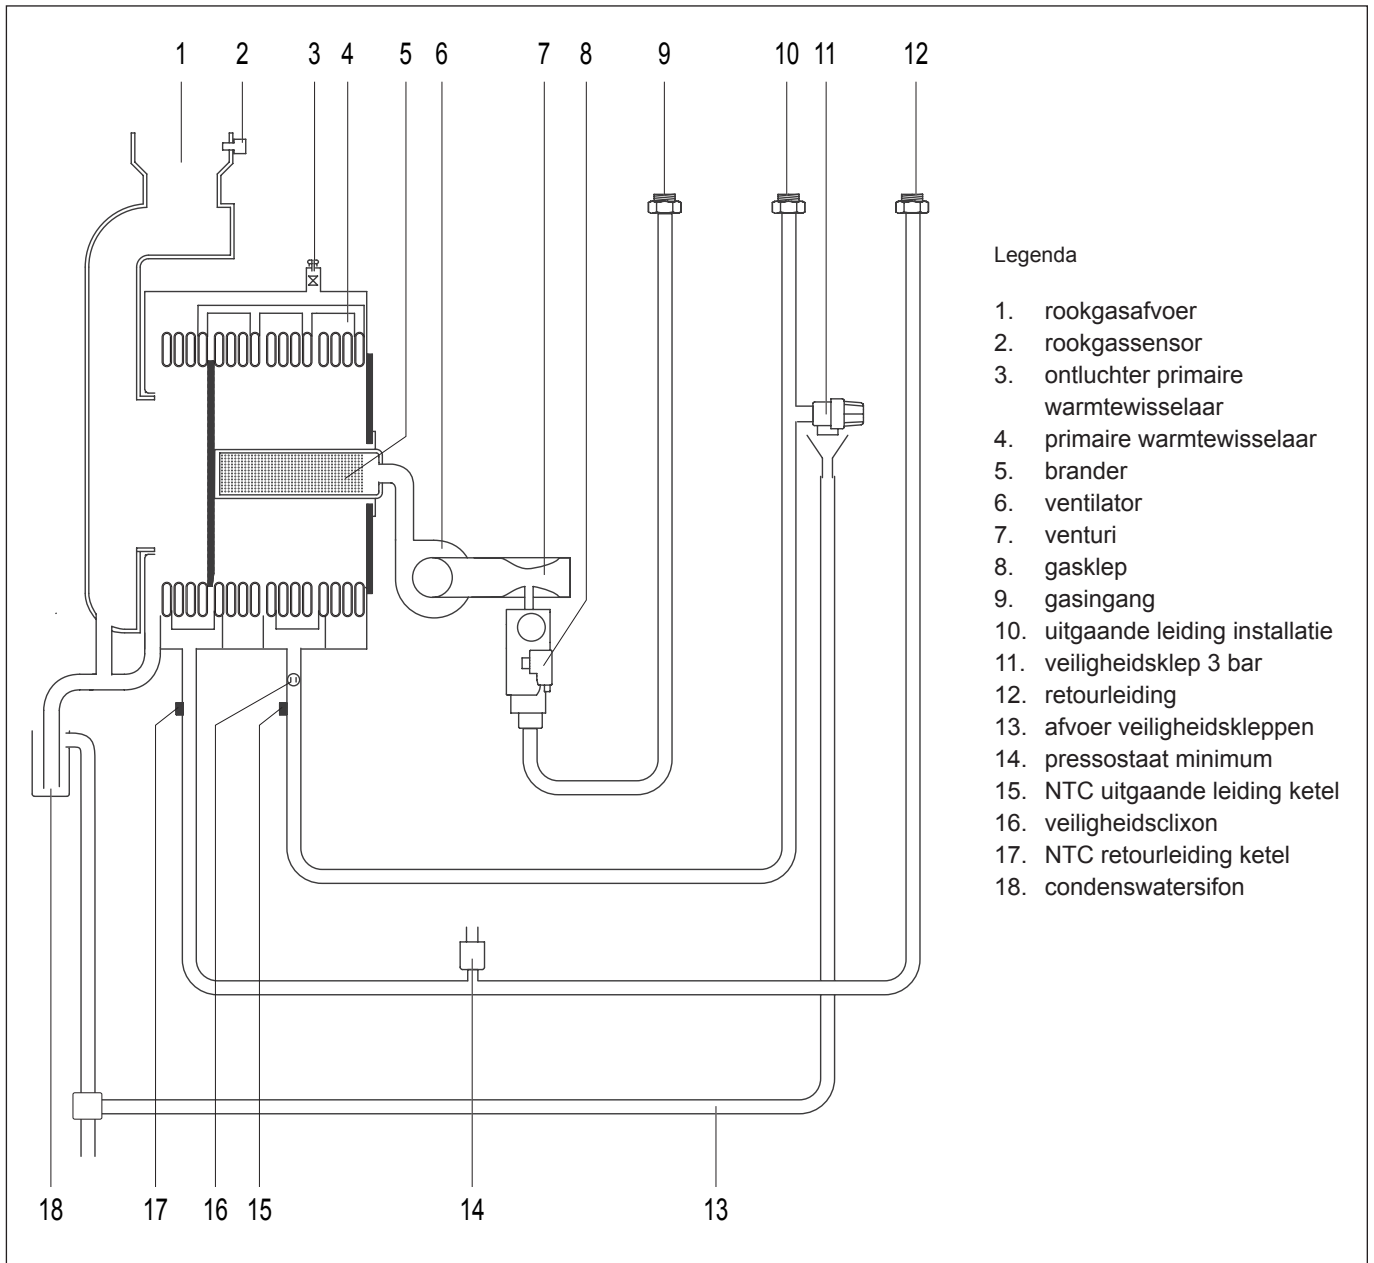 1 2 3 4 5 6 7 8 9 10 11 12
Legenda
1. rookgasafvoer
2. rookgassensor
3. ontluchter primaire
warmtewisselaar
4. primaire warmtewisselaar
5. brander
6. ventilator
7. venturi
8. gasklep
9. gasingang
10. uitgaande leiding installatie
11. veiligheidsklep 3 bar
12. retourleiding
13. afvoer veiligheidskleppen
14. pressostaat minimum
15. NTC uitgaande leiding ketel
16. veiligheidsclixon
17. NTC retourleiding ketel
18. condenswatersifon
18 17 16 15 14 13